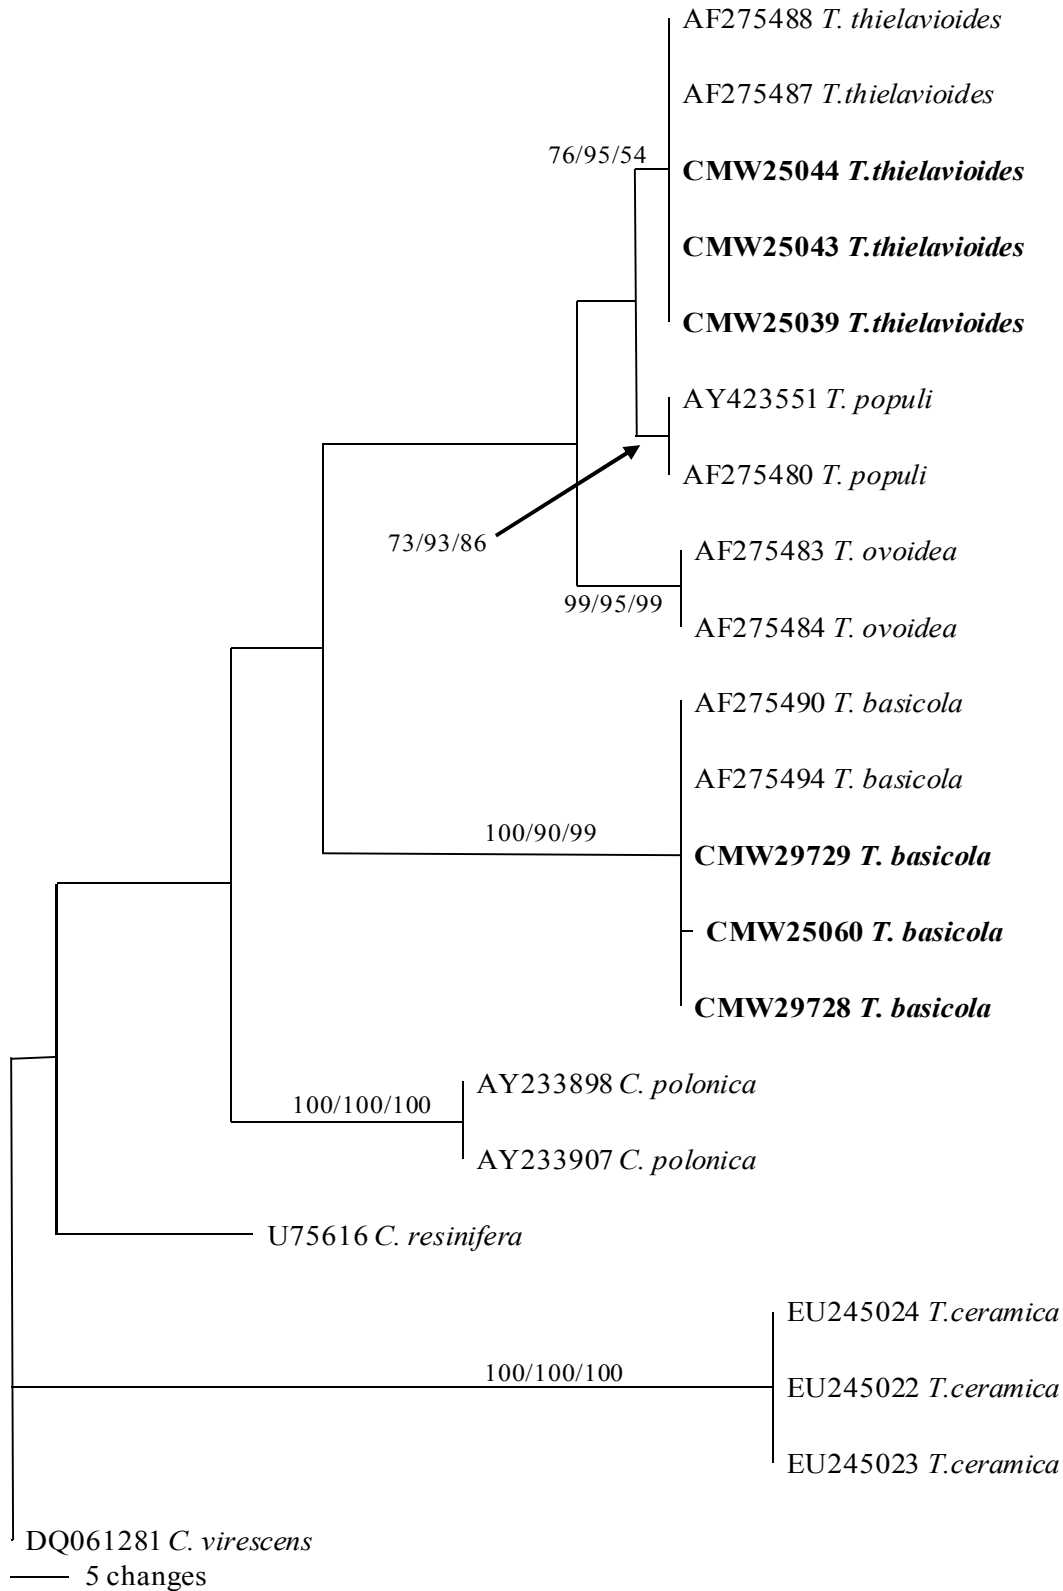 AF275488 T. thielavioides
AF275487 T.thielavioides
76/95/54
CMW25044 T.thielavioides
CMW25043 T.thielavioides
CMW25039 T.thielavioides
AY423551 T. populi
AF275480 T. populi
73/93/86
AF275483 T. ovoidea
99/95/99
AF275484 T. ovoidea
AF275490 T. basicola
AF275494 T. basicola
100/90/99
CMW29729 T. basicola
CMW25060 T. basicola
CMW29728 T. basicola
AY233898 C. polonica
100/100/100
AY233907 C. polonica
U75616 C. resinifera
EU245024 T.ceramica
100/100/100
EU245022 T.ceramica
EU245023 T.ceramica
DQ061281 C. virescens
5 changes